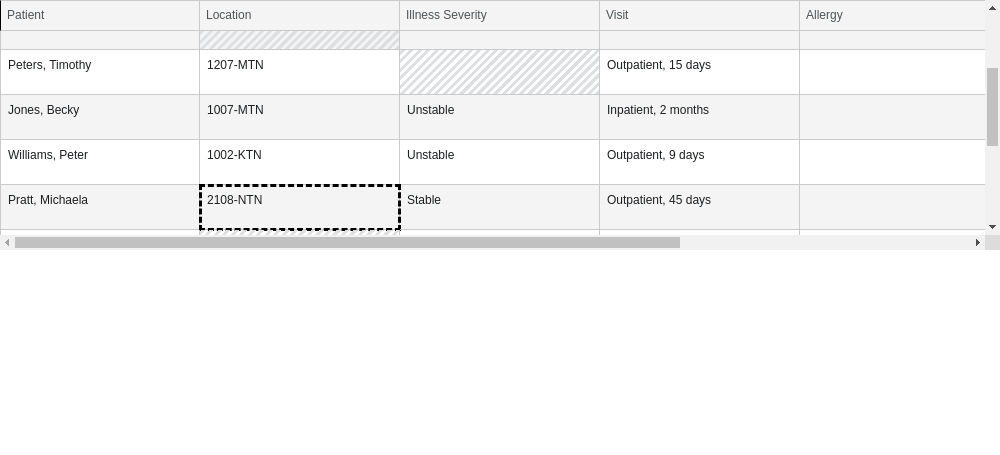 Patient Location Illness Severity Visit Allergy
Peters, Timothy 1207-MTN Outpatient, 15 days
Jones, Becky 1007-MTN Unstable Inpatient, 2 months
Williams, Peter 1002-KTN Unstable Outpatient, 9 days
Pratt, Michaela 2108-NTN Stable Outpatient, 45 days